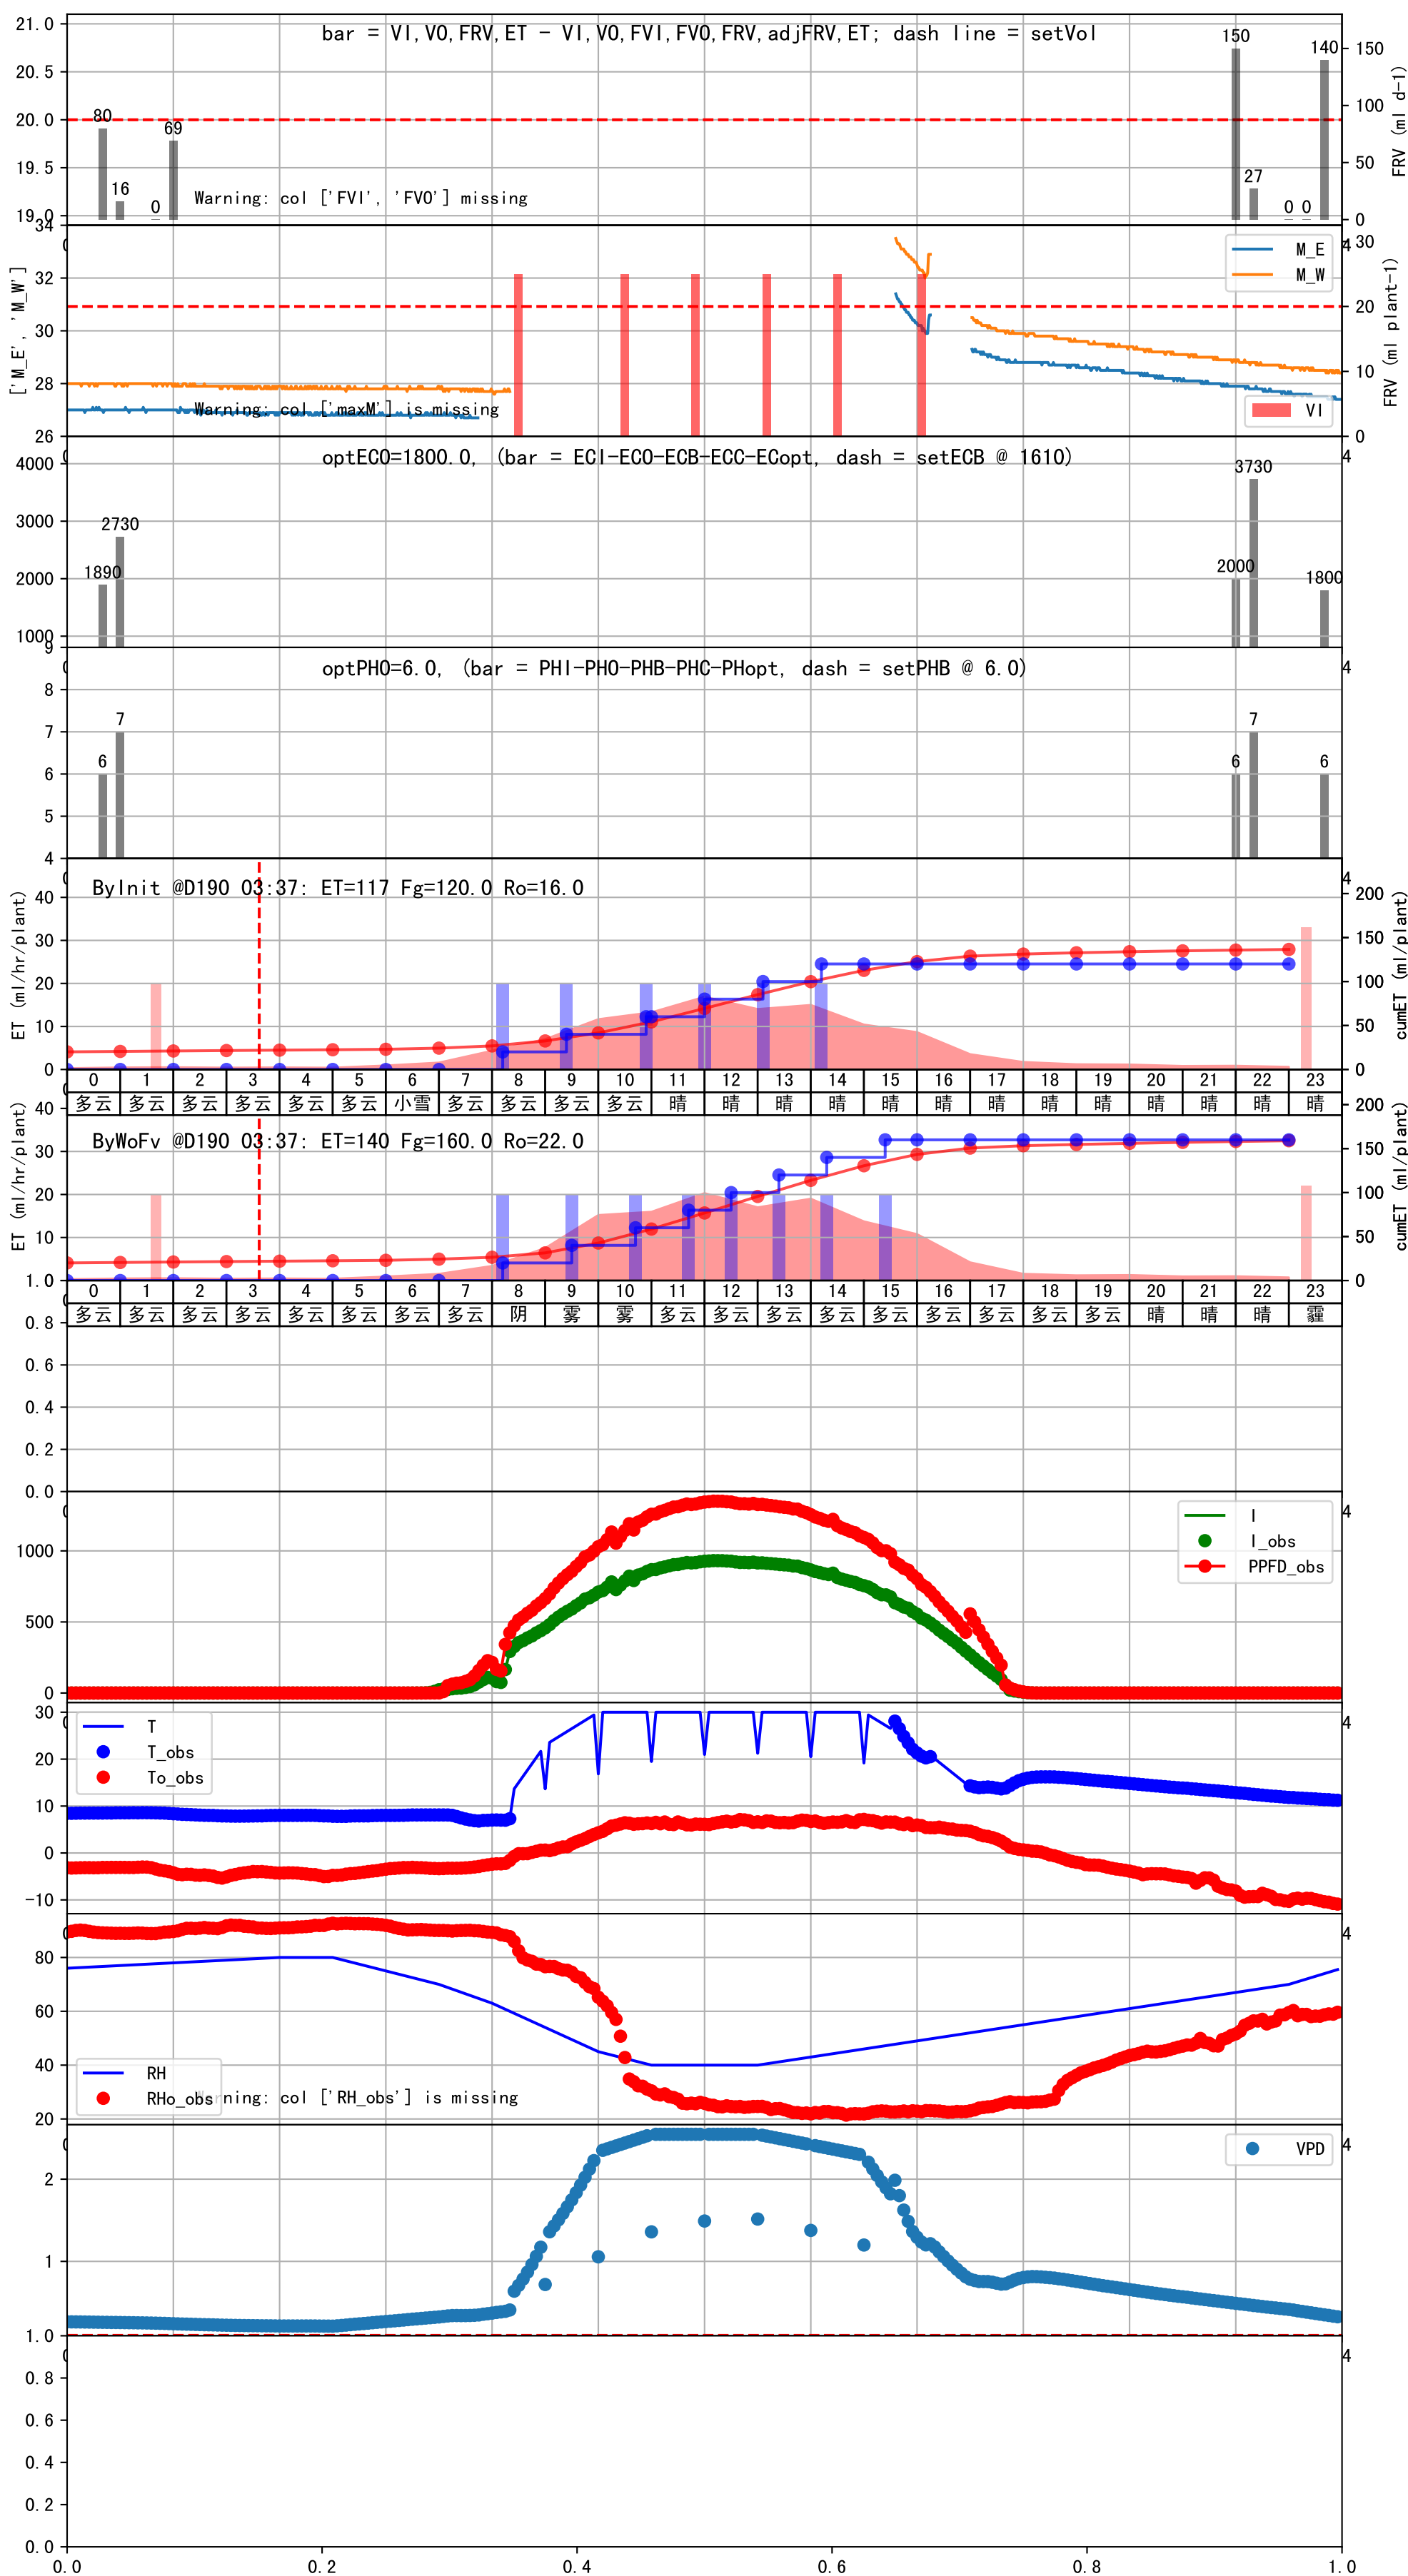 bar = VI,VO,FRV,ET - VI,VO,FVI,FVO,FRV,adjFRV,ET; dash line = setVol
21.0
20.5
20.0
19.5
19.0
80
16
0
69
150
27
0
0
140
Warning: col ['FVI', 'FVO'] missing
150
100
50
0
FRV (ml d-1)
['M_E', 'M_W']
34
32
30
28
26
Warning: col ['maxM'] is missing
M_E
M_W
VI
30
20
10
0
FRV (ml plant-1)
optECO=1800.0, (bar = ECI-ECO-ECB-ECC-ECopt, dash = setECB @ 1610)
4000
3000
2000
1000
1890
2730
2000
3730
1800
optPHO=6.0, (bar = PHI-PHO-PHB-PHC-PHopt, dash = setPHB @ 6.0)
9
8
7
6
5
4
6
7
6
7
6
ByInit @D190 03:37: ET=117 Fg=120.0 Ro=16.0
ET (ml/hr/plant)
40
30
20
10
0
200
150
100
50
0
cumET (ml/plant)
0 1 2 3 4 5 6 7 8 9 10 11 12 13 14 15 16 17 18 19 20 21 22 23
多云 多云 多云 多云 多云 多云 小雪 多云 多云 多云 多云 晴 晴 晴 晴 晴 晴 晴 晴 晴 晴 晴 晴 晴
ByWoFv @D190 03:37: ET=140 Fg=160.0 Ro=22.0
ET (ml/hr/plant)
40
30
20
10
200
150
100
50
0
cumET (ml/plant)
0 1 2 3 4 5 6 7 8 9 10 11 12 13 14 15 16 17 18 19 20 21 22 23
多云 多云 多云 多云 多云 多云 多云 多云 阴 雾 雾 多云 多云 多云 多云 多云 多云 多云 多云 多云 晴 晴 晴 霾
1.0
0.8
0.6
0.4
0.2
0.0
1000
500
0
I
I_obs
PPFD_obs
30
20
10
0
-10
T
T_obs
To_obs
80
60
40
20
RH
RHo_obs
rning: col ['RH_obs'] is missing
2
1
VPD
1.0
0.8
0.6
0.4
0.2
0.0
0.0 0.2 0.4 0.6 0.8 1.0